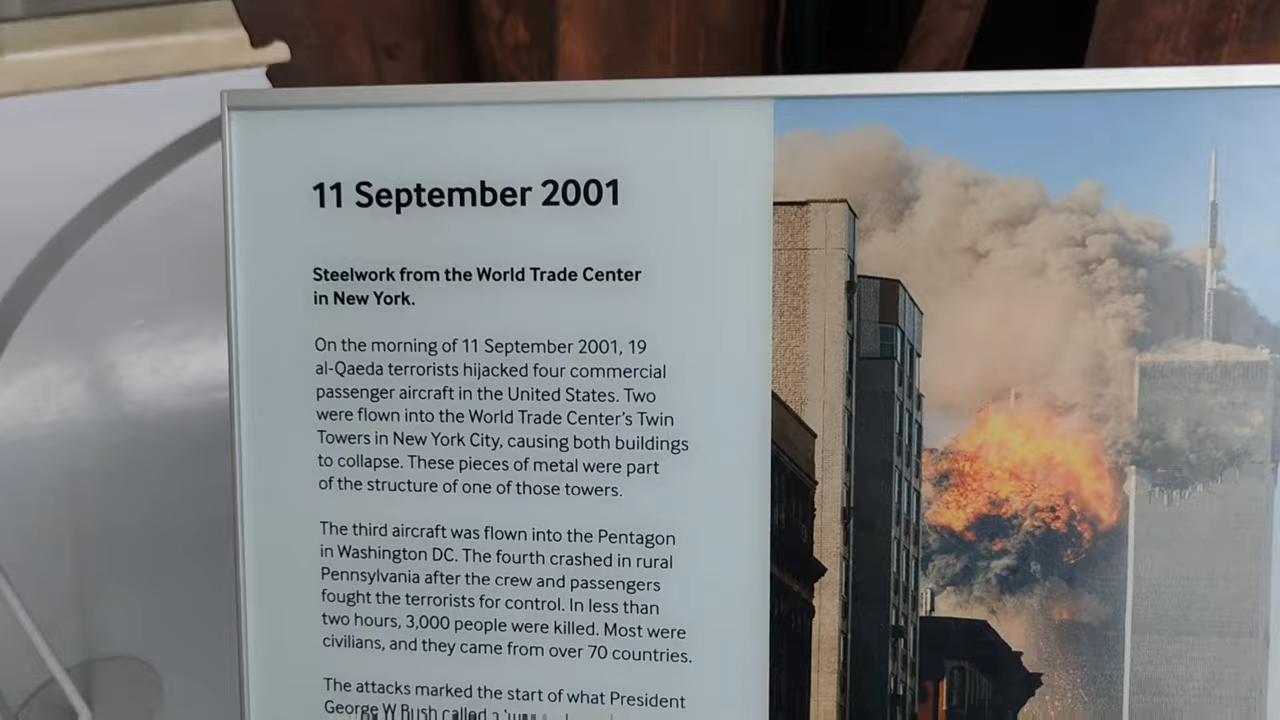 11 September 2001
Steelwork from the World Trade Center
in New York.
On the morning of 11 September 2001, 19
al-Qaeda terrorists hijacked four commercial
passenger aircraft in the United States. Two
were flown into the World Trade Center's Twin
Towers in New York City, causing both buildings
to collapse. These pieces of metal were part
of the structure of one of those towers.
The third aircraft was flown into the Pentagon
in Washington DC. The fourth crashed in rural
Pennsylvania after the crew and passengers
fought the terrorists for control. In less than
two hours, 3,000 people were killed. Most were
civilians, and they came from over 70 countries.
The attacks marked the start of what President
George W Bush called a